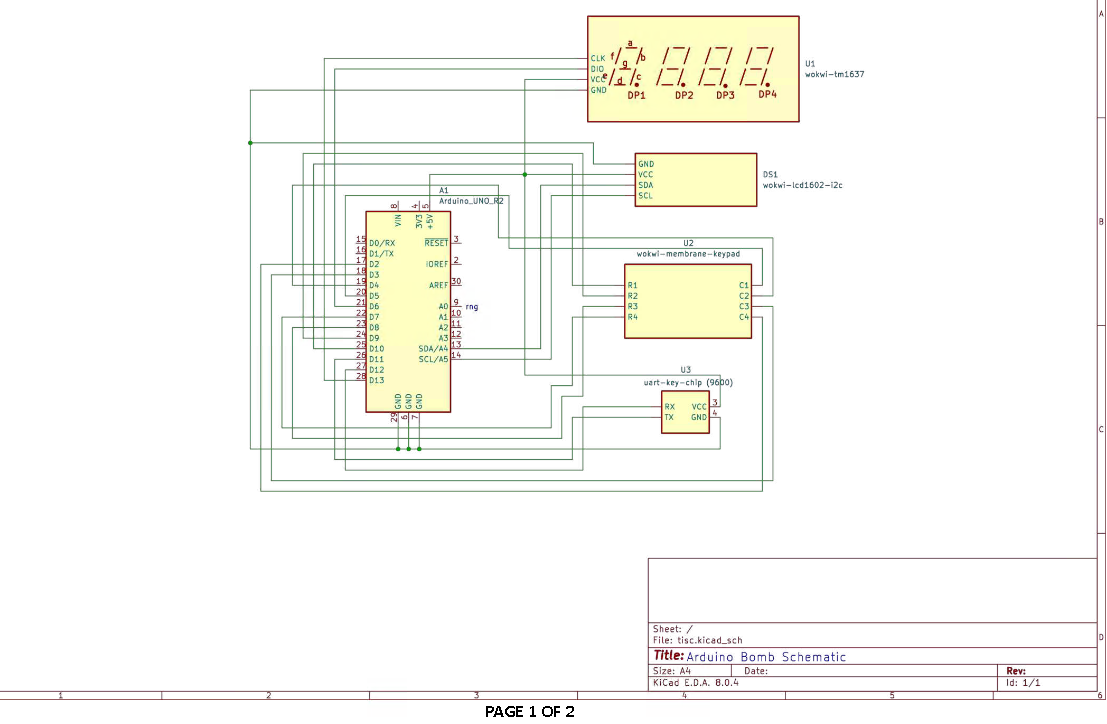 A
CLK
DIO
VCC
GND
a
f
b
g
e
d
c
DP1
DP2
DP3
DP4
U1
wokwi-tm1637
GND
VCC
SDA
SCL
DS1
wokwi-lcd1602-i2c
A1
Arduino_UNO_R2
8
4
5
VIN
3V3
+5V
15
D0/RX
16
D1/TX
17
D2
18
D3
19
D4
20
D5
21
D6
22
D7
23
D8
24
D9
25
D10
26
D11
27
D12
28
D13
RESET
3
IOREF
2
AREF
30
A0
9
rng
A1
10
A2
11
A3
12
SDA/A4
13
SCL/A5
14
GND
GND
GND
29
6
7
B
U2
wokwi-membrane-keypad
R1
R2
R3
R4
C1
C2
C3
C4
U3
uart-key-chip (9600)
RX
TX
VCC
GND
3
4
C
D
Sheet: /
File: tisc.kicad_sch
Title: Arduino Bomb Schematic
Size: A4
Date:
Rev:
KiCad E.D.A. 8.0.4
Id: 1/1
1
2
3
4
5
6
PAGE 1 OF 2